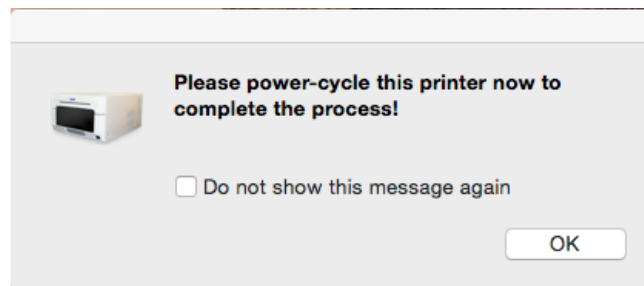 Please power-cycle this printer now to
complete the process!
Do not show this message again
OK